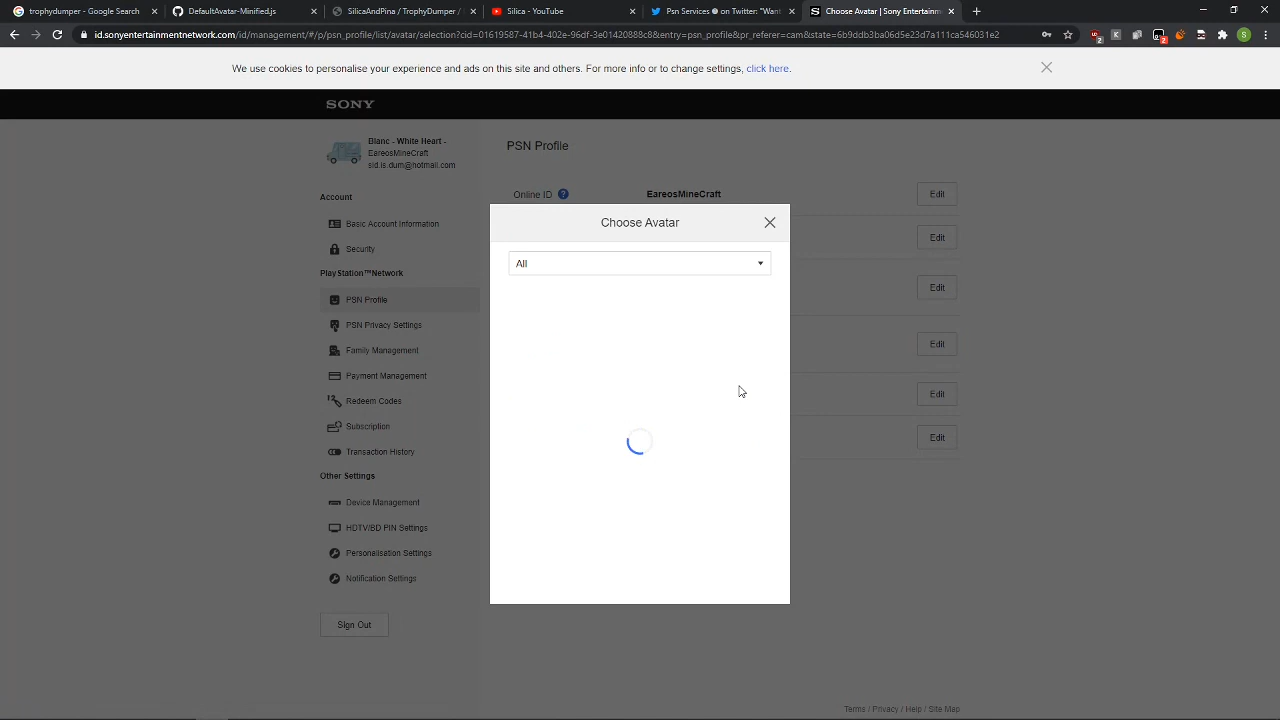 trophydumper - Google Search
DefaultAvatar-Minified.js
SilicaAndPina / TrophyDumper /
Silica - YouTube
Psn Services on Twitter: "Want
Choose Avatar | Sony Entertainm
id.sonyentertainmentnetwork.com/id/management/#/p/psn_profile/list/avatar/selection?cid=01619587-41b4-402e-96df-3e01420888c8&entry=psn_profile&pr_referer=cam&state=6b9ddb3ba06d5e23d7a111ca546031e2
We use cookies to personalise your experience and ads on this site and others. For more info or to change settings, click here.
SONY
Blanc - White Heart -
EareosMineCraft
sid.is.dum@hotmail.com
Account
Basic Account Information
Security
PlayStation™Network
PSN Profile
PSN Privacy Settings
Family Management
Payment Management
Redeem Codes
Subscription
Transaction History
Other Settings
Device Management
HDTV/BD PIN Settings
Personalisation Settings
Notification Settings
Sign Out
PSN Profile
Online ID ? EareosMineCraft Edit
Edit
Edit
Edit
Edit
Edit
Choose Avatar
All
Terms / Privacy / Help / Site Map